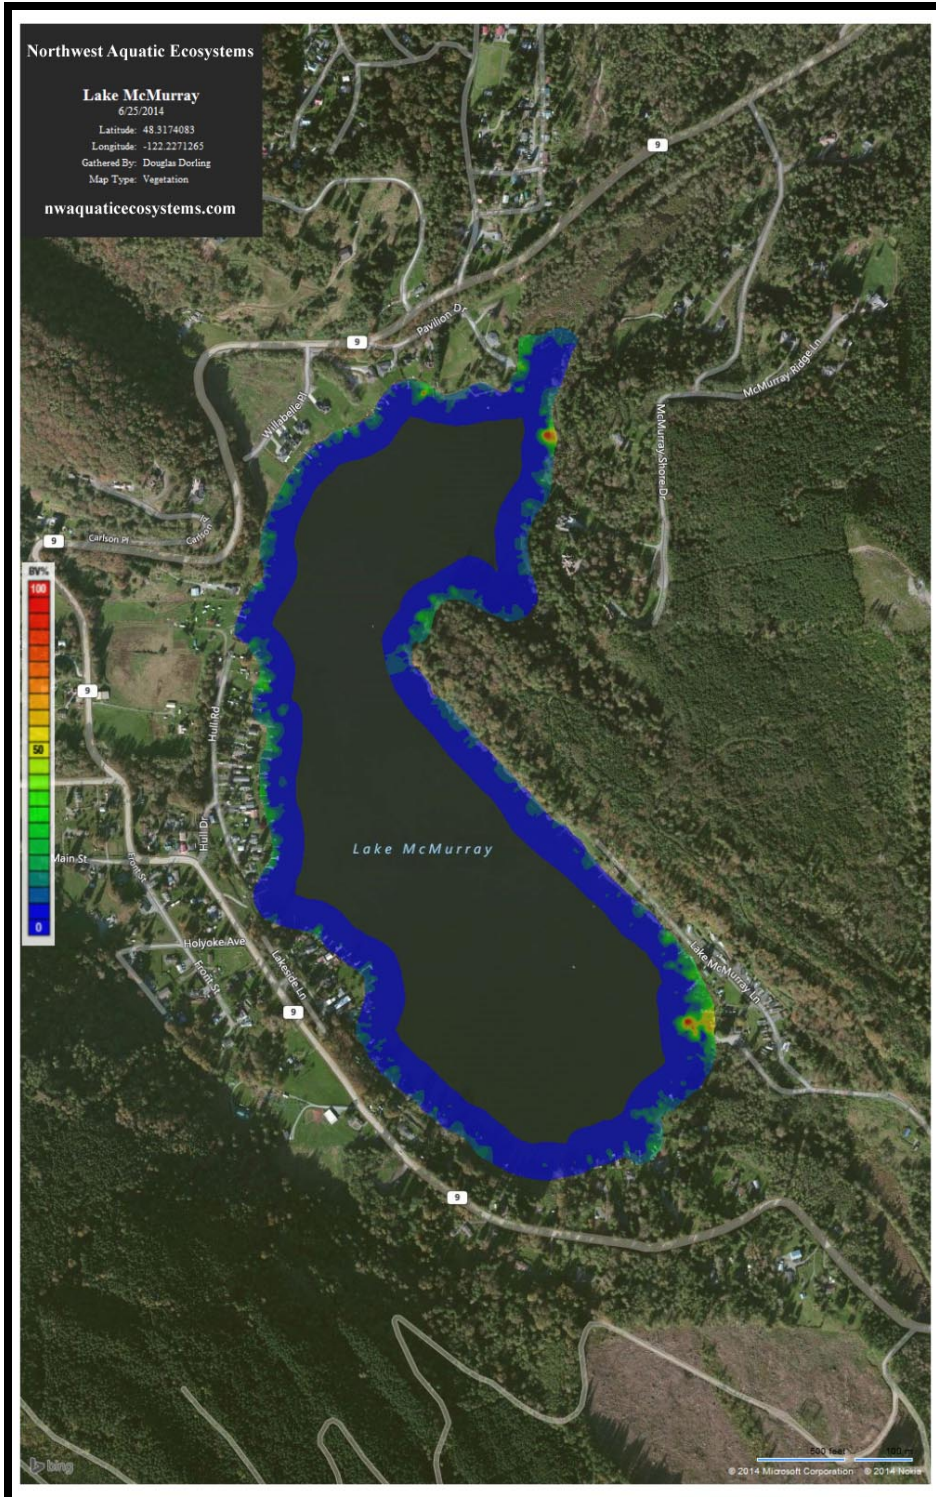 Northwest Aquatic Ecosystems
Lake McMurray
6/25/2014
Latitude: 48.3174083
Longitude: -122.2271265
Gathered By: Douglas Dorling
Map Type: Vegetation
nwaquaticecosystems.com
9
9
Pavilion Dr
Willabelle Pl
McMurray Ridge Ln
McMurray Shore Dr
Carlson Pl
Carlson Pl
9
BV%
100
50
0
9
Hull Rd
Hull Dr
Main St
Front St
Lake McMurray
Holyoke Ave
Front St
Lakeside Ln
Lake McMurray Ln
9
9
500 feet
100 m
bing
© 2014 Microsoft Corporation © 2014 Nokia